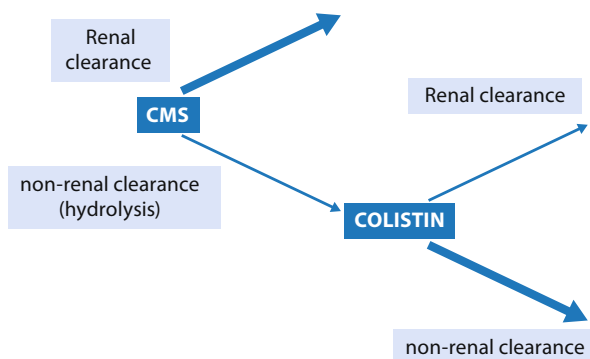 Renal
clearance
CMS
Renal clearance
non-renal clearance
(hydrolysis)
COLISTIN
non-renal clearance